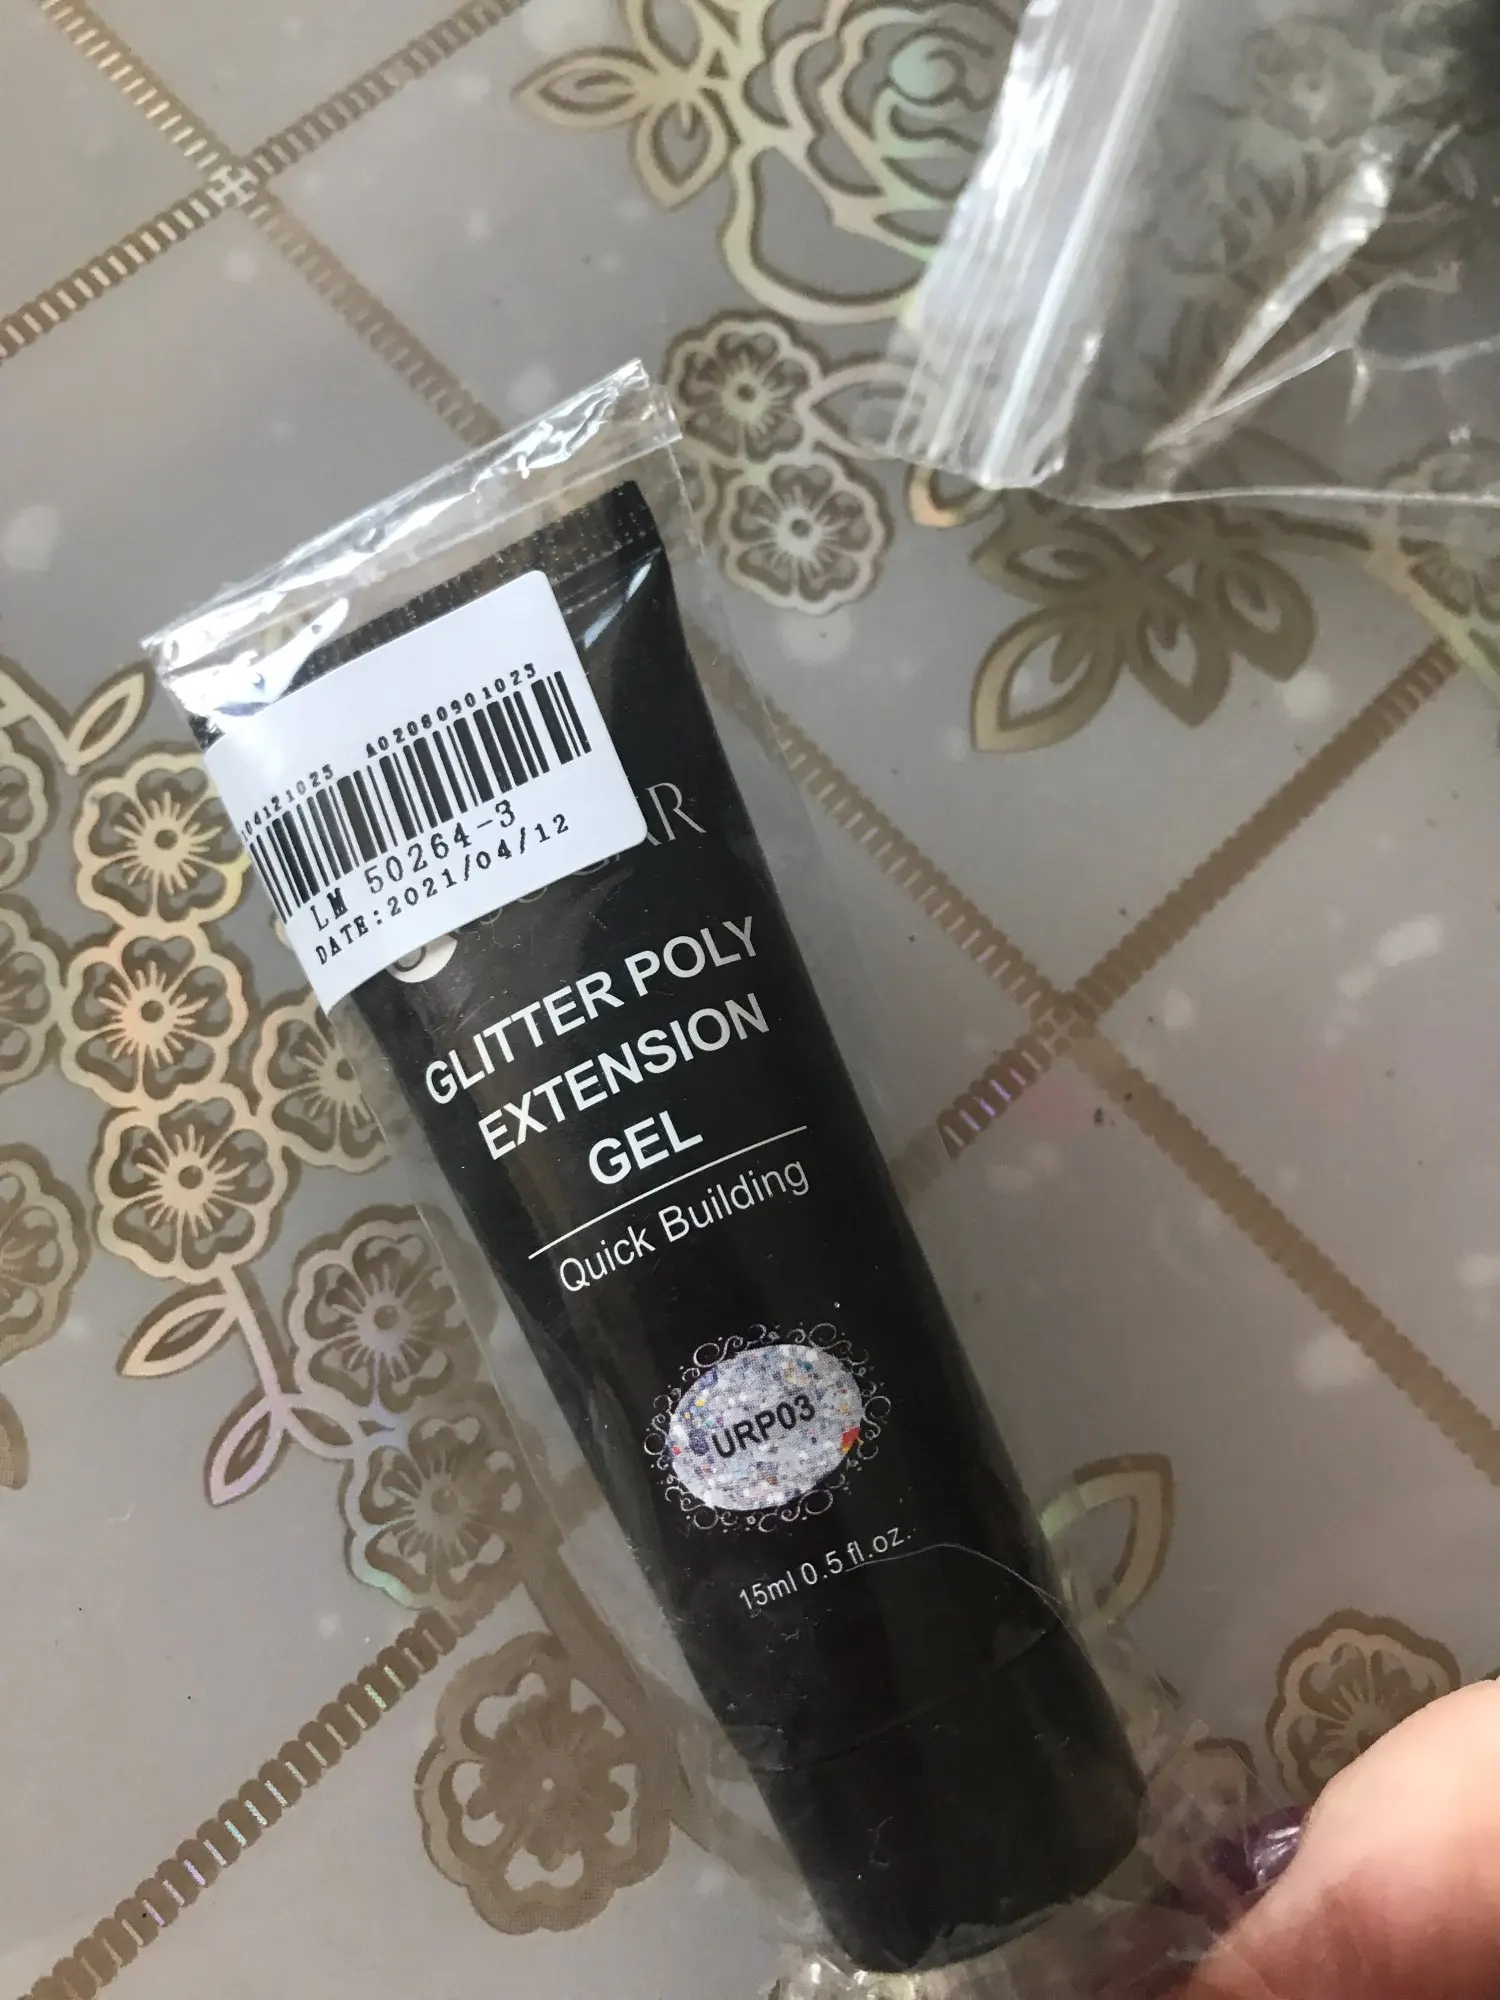 A02080901023
LM 50264-3
DATE:2021/04/12
GLITTER POLY
EXTENSION
GEL
Quick Building
URP03
15ml 0.5 fl.oz.